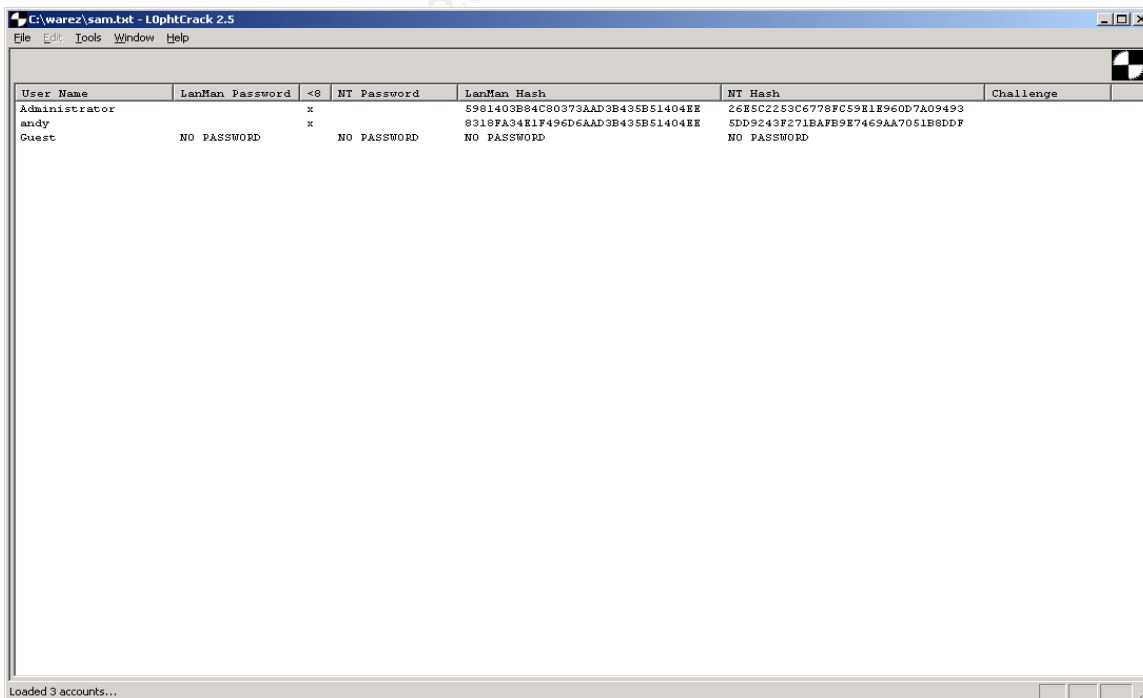 C:\warez\sam.txt - L0phtCrack 2.5
File Edit Tools Window Help
User Name LanMan Password <8 NT Password LanMan Hash NT Hash Challenge
Administrator x 5981403B84C80373AAD3B435B51404EE 26E5C2253C6778FC59E1E960D7A09493
andy x 8318FA34E1F496D6AAD3B435B51404EE 5DD9243F271BAFB9E7469AA7051B8DDF
Guest NO PASSWORD NO PASSWORD NO PASSWORD NO PASSWORD
Loaded 3 accounts...